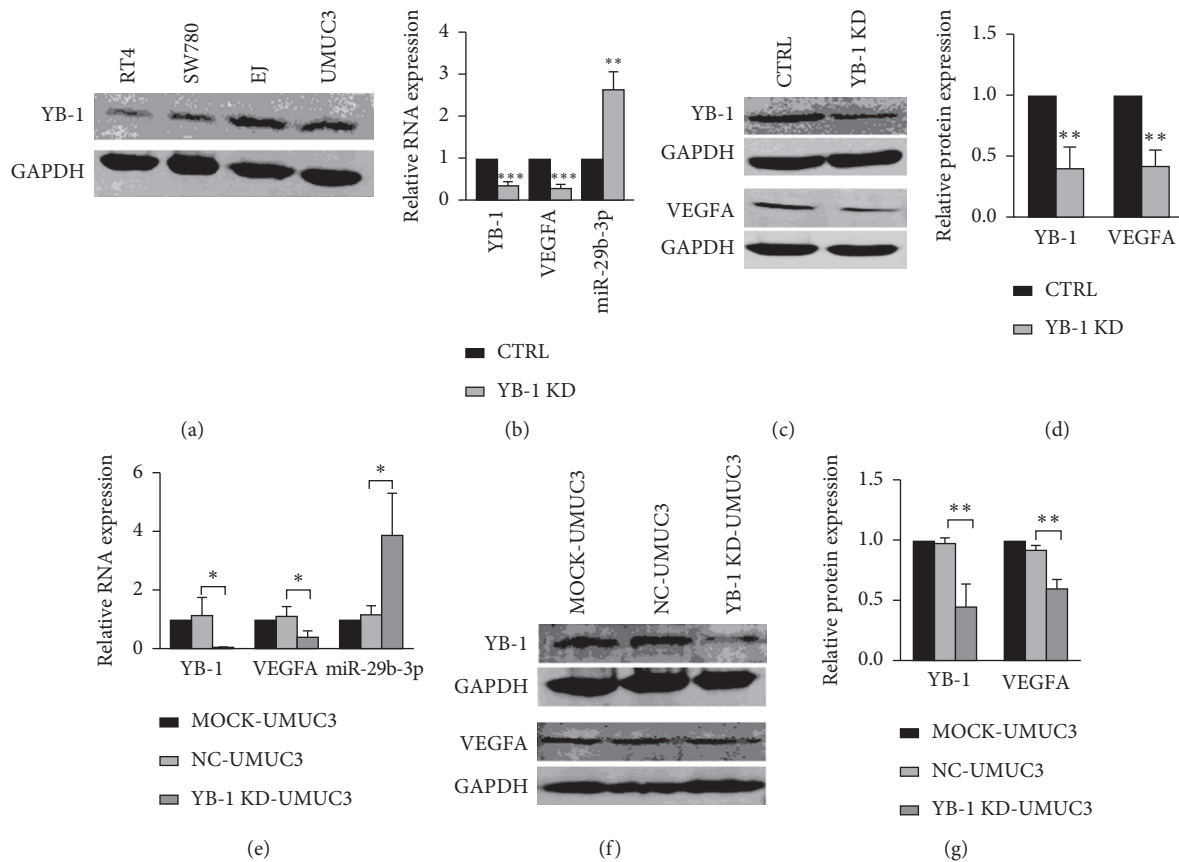 RT4
SW780
EJ
UMUC3
YB-1
GAPDH
(a)
Relative RNA expression
4
3
2
1
0
***
***
**
YB-1
VEGFA
miR-29b-3p
CTRL
YB-1 KD
(b)
CTRL
YB-1 KD
YB-1
GAPDH
VEGFA
GAPDH
(c)
Relative protein expression
1.5
1.0
0.5
0.0
**
**
YB-1
VEGFA
CTRL
YB-1 KD
(d)
Relative RNA expression
6
4
2
0
*
*
*
YB-1
VEGFA
miR-29b-3p
MOCK-UMUC3
NC-UMUC3
YB-1 KD-UMUC3
(e)
MOCK-UMUC3
NC-UMUC3
YB-1 KD-UMUC3
YB-1
GAPDH
VEGFA
GAPDH
(f)
Relative protein expression
1.5
1.0
0.5
0.0
**
**
YB-1
VEGFA
MOCK-UMUC3
NC-UMUC3
YB-1 KD-UMUC3
(g)